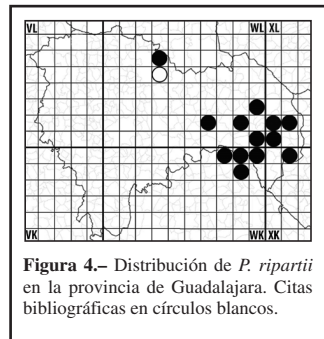 VL WL XL
VK WK XK
Figura 4.– Distribución de P. ripartii
en la provincia de Guadalajara. Citas
bibliográficas en círculos blancos.